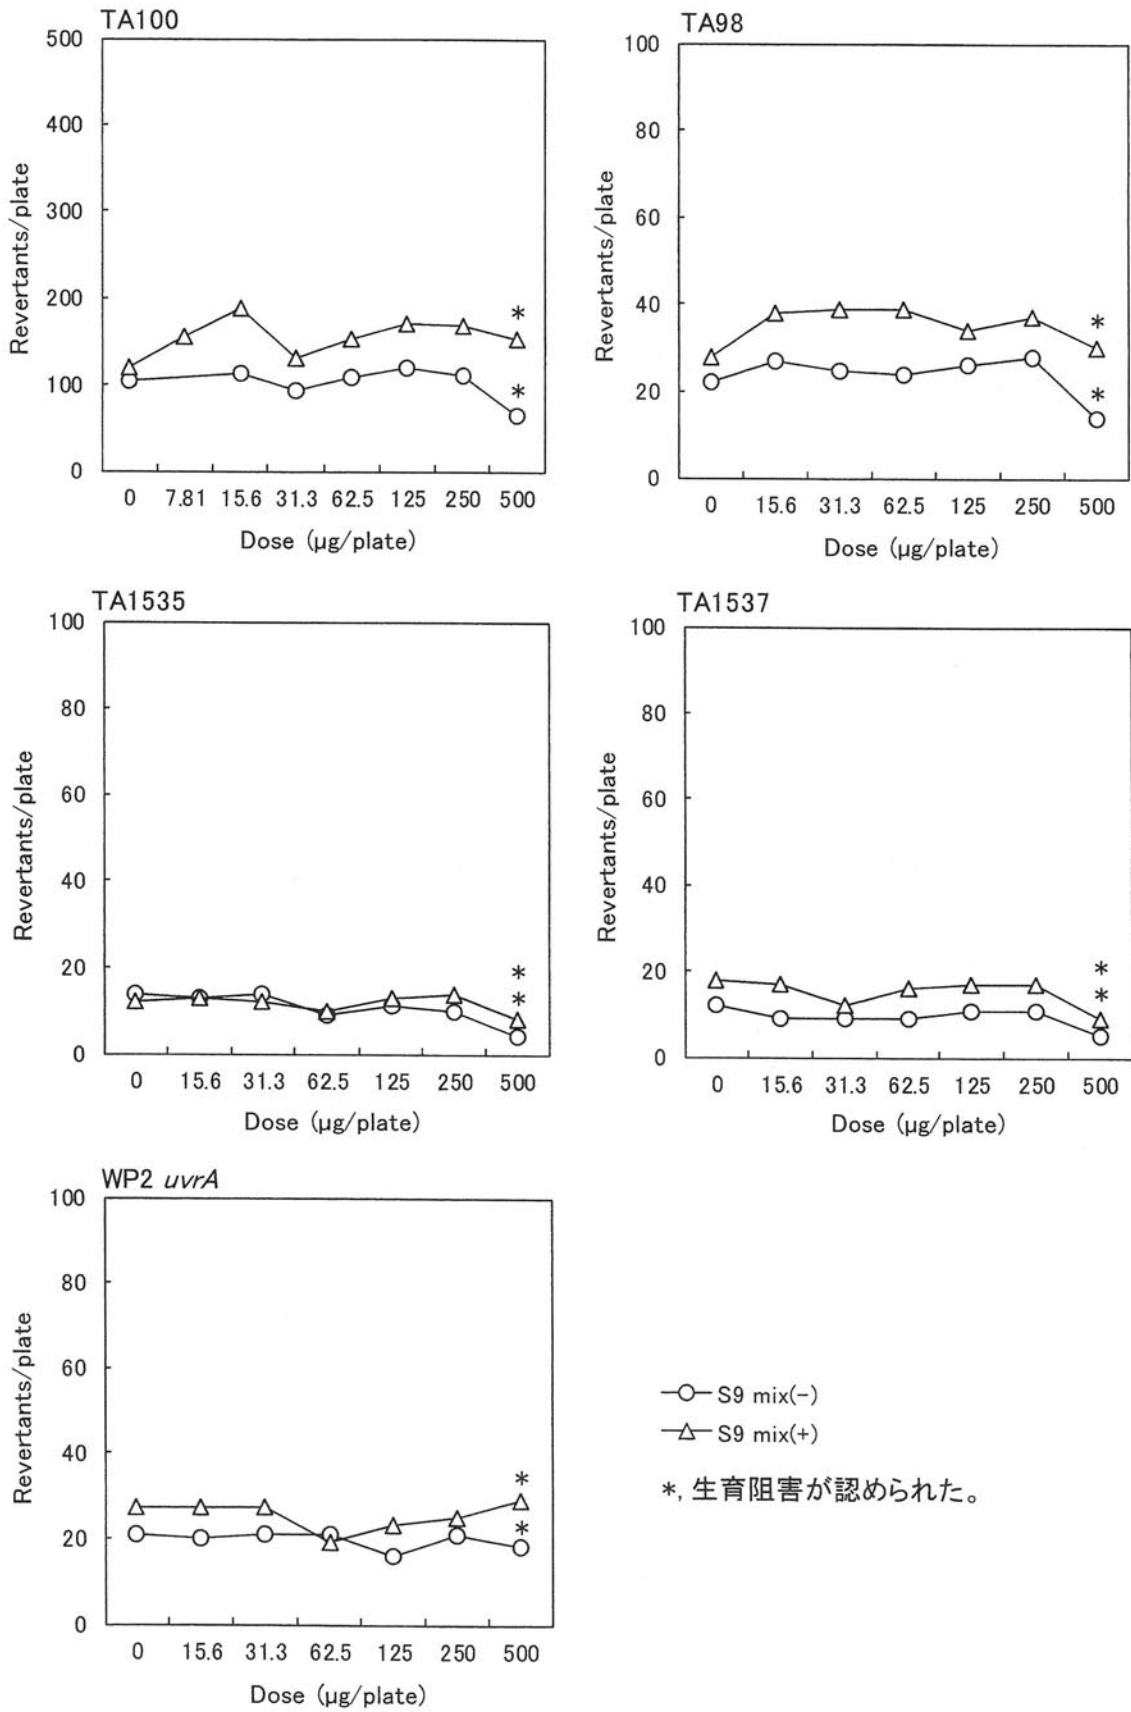 TA100
500
400
300
200
100
0
Revertants/plate
0 7.81 15.6 31.3 62.5 125 250 500
Dose (μg/plate)
*
*
TA98
100
80
60
40
20
0
Revertants/plate
0 15.6 31.3 62.5 125 250 500
Dose (μg/plate)
*
*
TA1535
100
80
60
40
20
0
Revertants/plate
0 15.6 31.3 62.5 125 250 500
Dose (μg/plate)
*
*
TA1537
100
80
60
40
20
0
Revertants/plate
0 15.6 31.3 62.5 125 250 500
Dose (μg/plate)
*
*
WP2 uvrA
100
80
60
40
20
0
Revertants/plate
0 15.6 31.3 62.5 125 250 500
Dose (μg/plate)
*
*
S9 mix(-)
S9 mix(+)
*, 生育阻害が認められた。